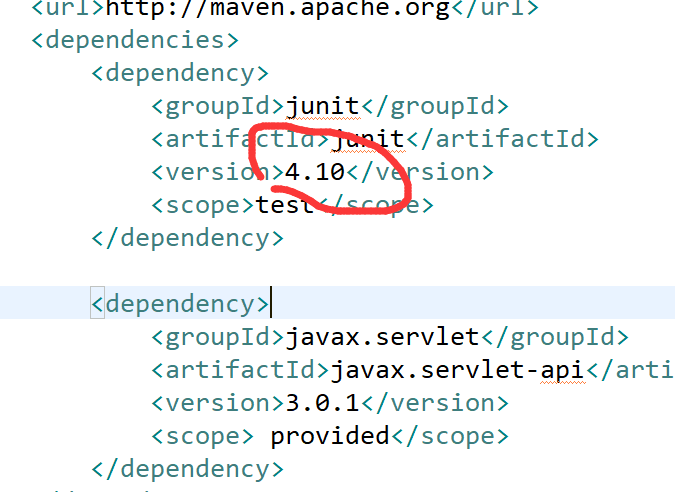 <url>http://maven.apache.org</url>
<dependencies>
<dependency>
<groupId>junit</groupId>
<artifactId>junit</artifactId>
<version>4.10</version>
<scope>test</scope>
</dependency>
<dependency>
<groupId>javax.servlet</groupId>
<artifactId>javax.servlet-api</arti
<version>3.0.1</version>
<scope> provided</scope>
</dependency>